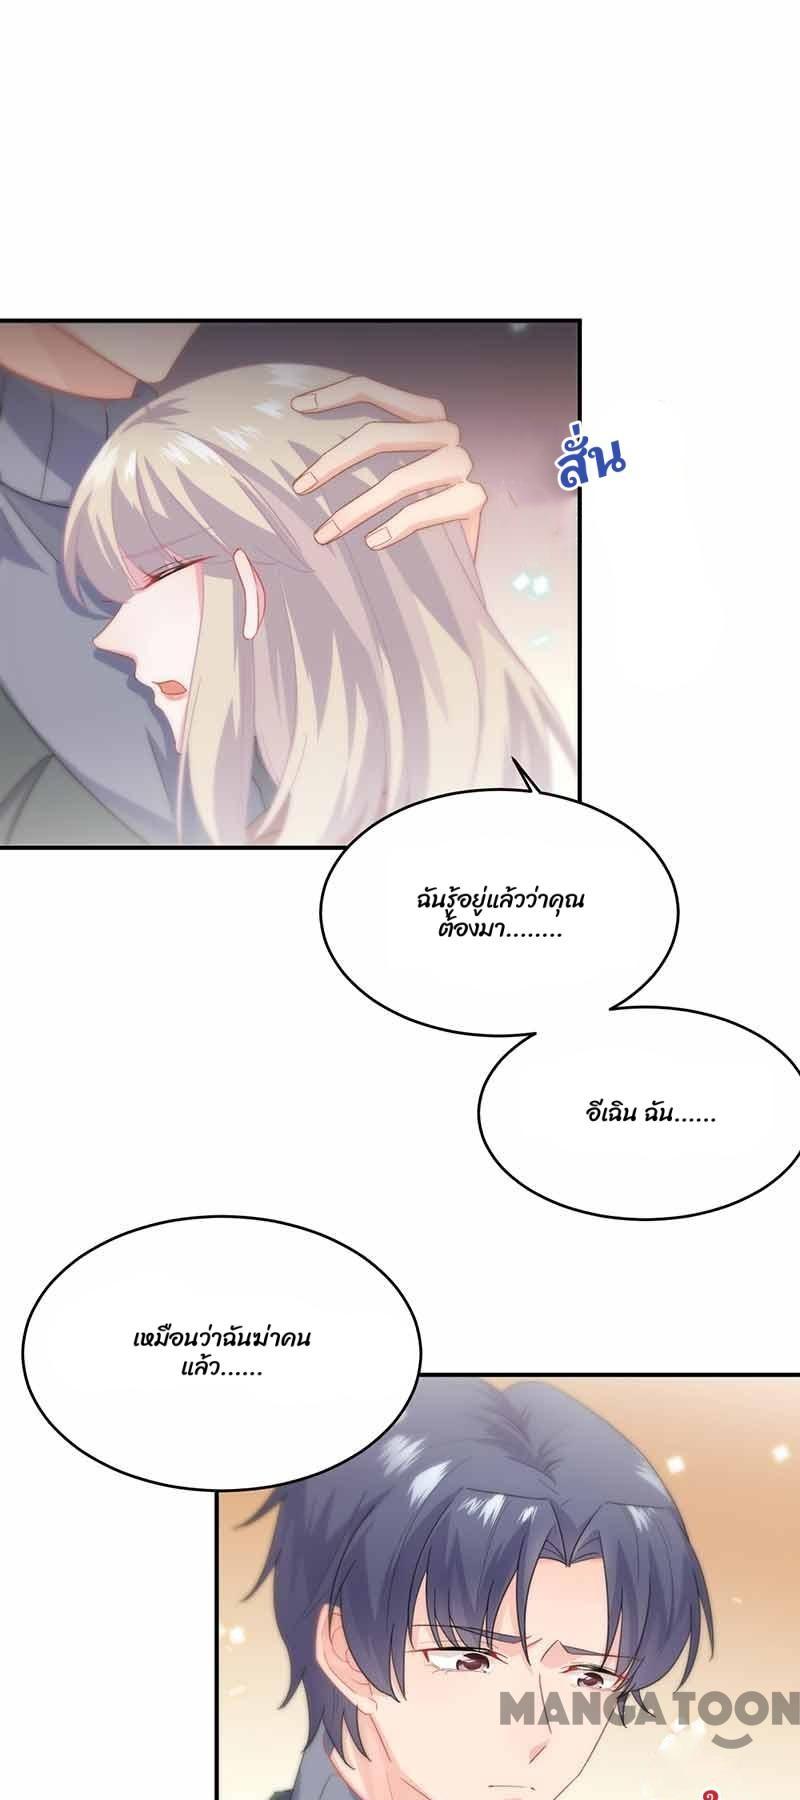 สั่น
ฉันรู้อยู่แล้วว่าคุณ
ต้องมา........
อีเฉิน ฉัน......
เหมือนว่าฉันฆ่าคน
แล้ว......
MANGA TOON
?